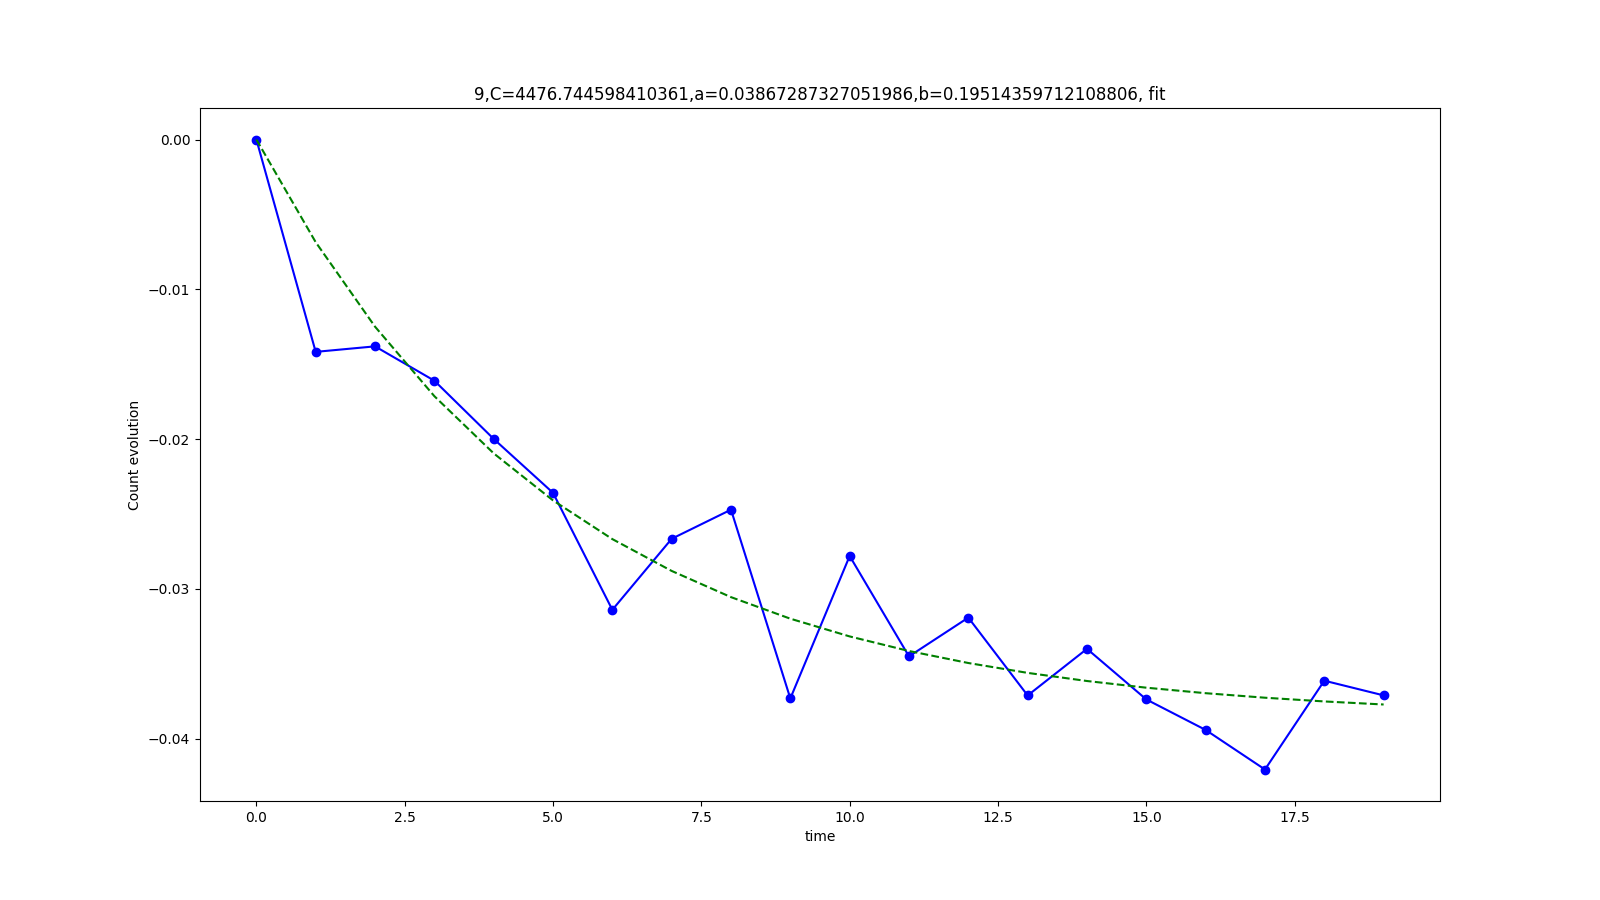 9,C=4476.744598410361,a=0.03867287327051986,b=0.19514359712108806, fit
0.00
−0.01
−0.02
−0.03
−0.04
Count evolution
0.0 2.5 5.0 7.5 10.0 12.5 15.0 17.5
time